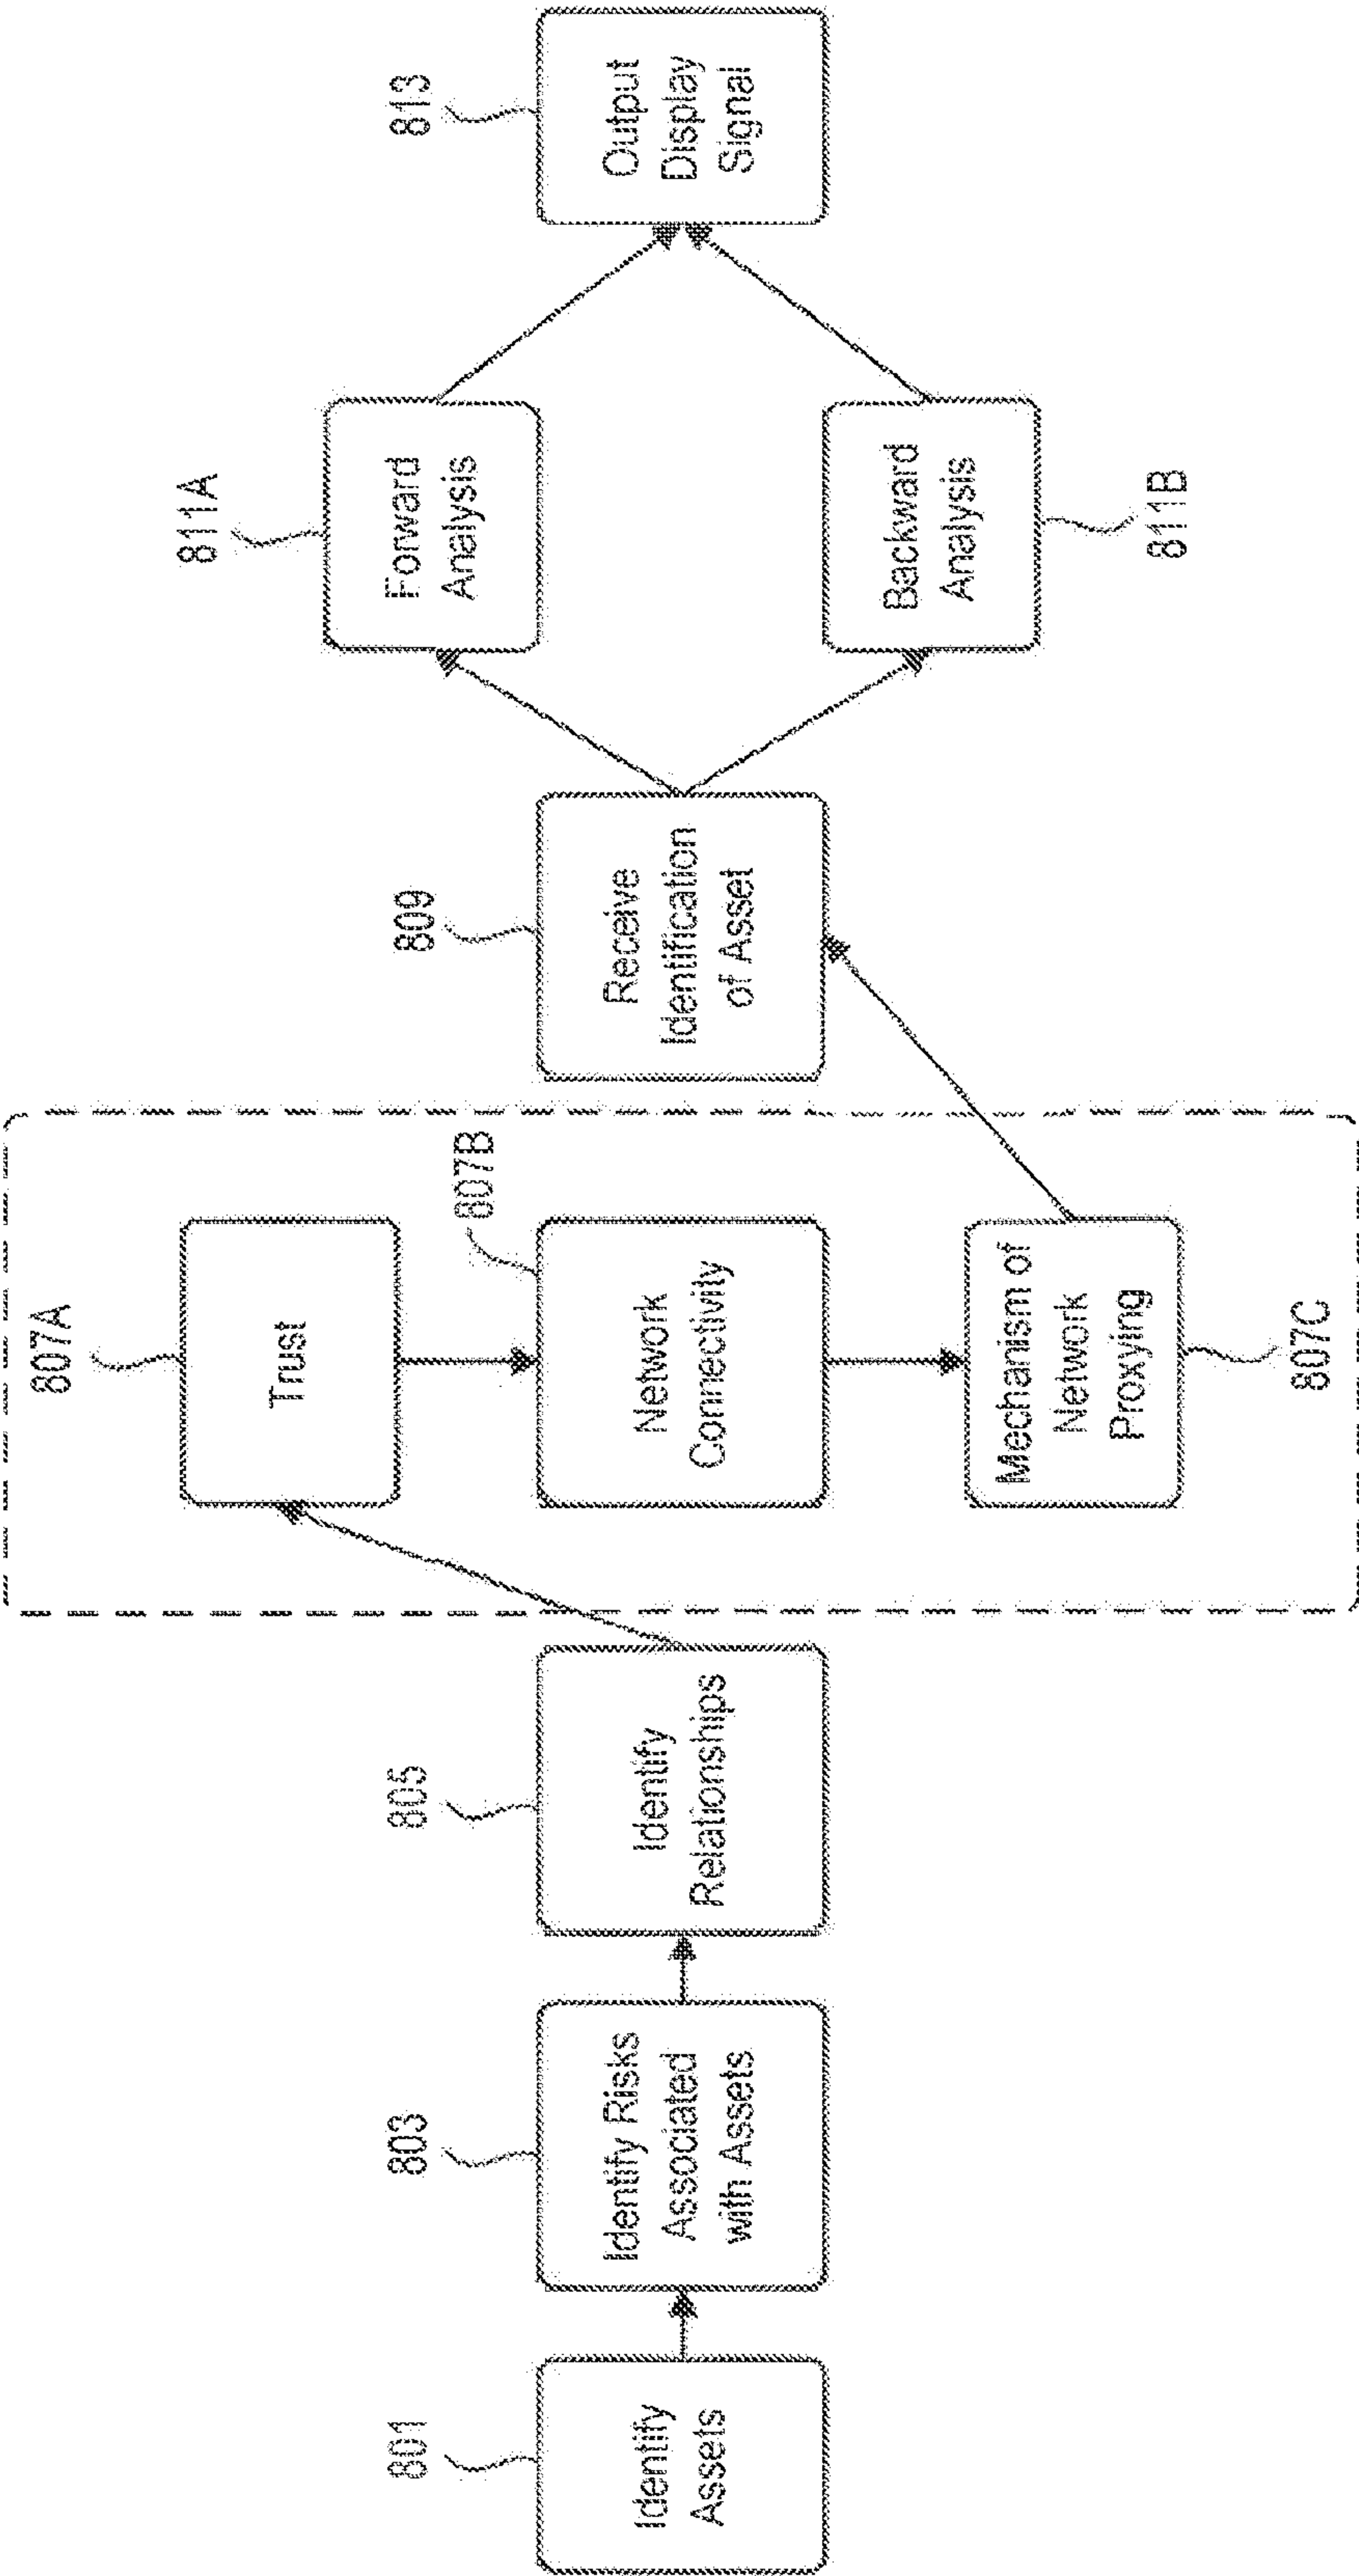 801
Identify
Assets
803
Identify Risks
Associated
with Assets
805
Identify
Relationships
807A
Trust
807B
Network
Connectivity
Mechanism of
Network
Proxying
807C
809
Receive
Identification
of Asset
811A
Forward
Analysis
Backward
Analysis
811B
813
Output
Display
Signal